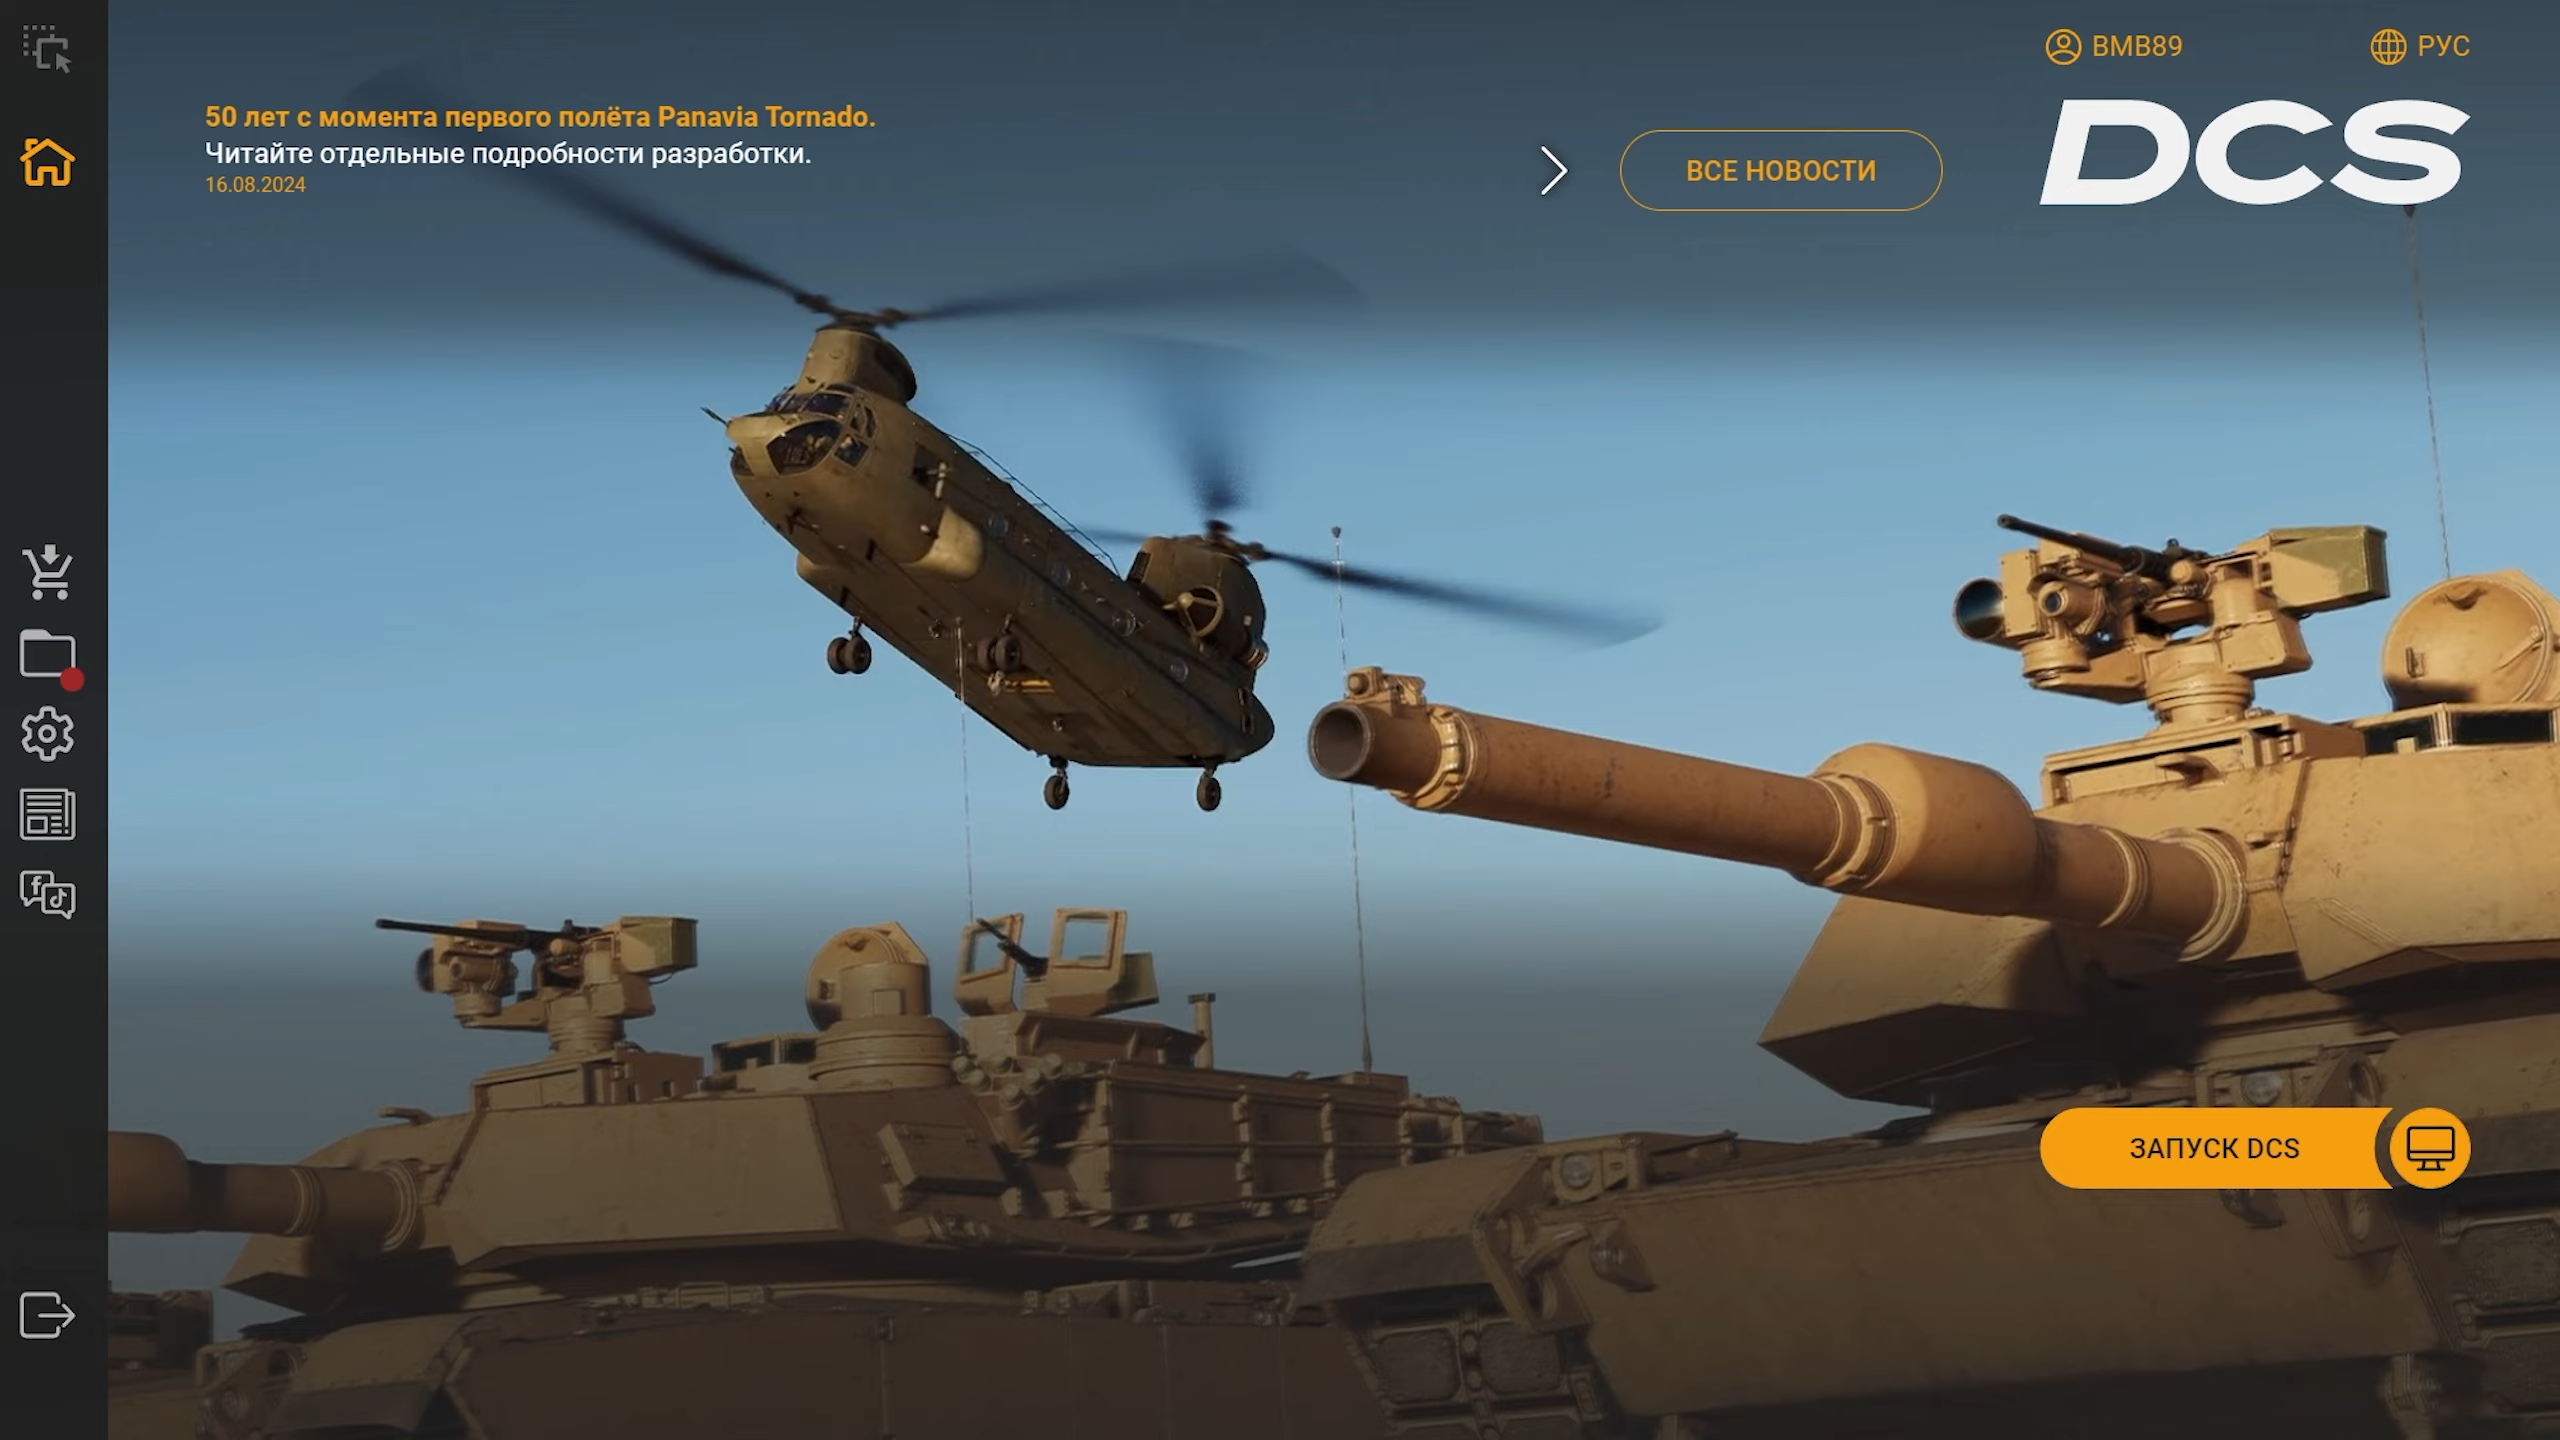 BMB89
РУС
50 лет с момента первого полёта Panavia Tornado.
Читайте отдельные подробности разработки.
16.08.2024
ВСЕ НОВОСТИ
DCS
ЗАПУСК DCS